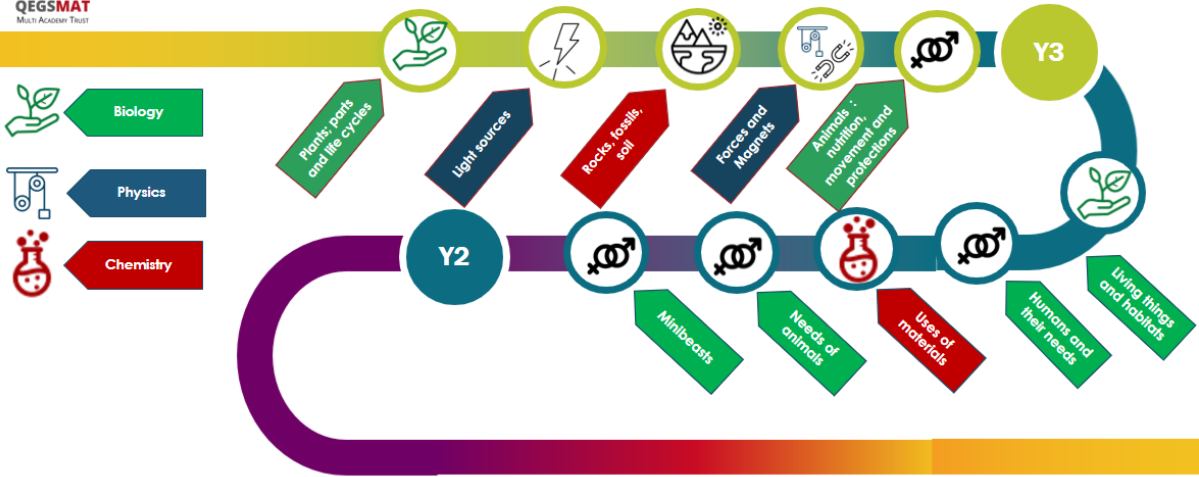 QEGSMAT
Multi Academy Trust
Y3
Biology
Physics
Chemistry
Plants; parts
and life cycles
Light sources
Rocks, fossils,
soil
Forces and
Magnets
Animals :
nutrition,
movement and
protections
Y2
Minibeasts
Needs of
animals
Uses of
materials
Humans and
their needs
Living things
and habitats